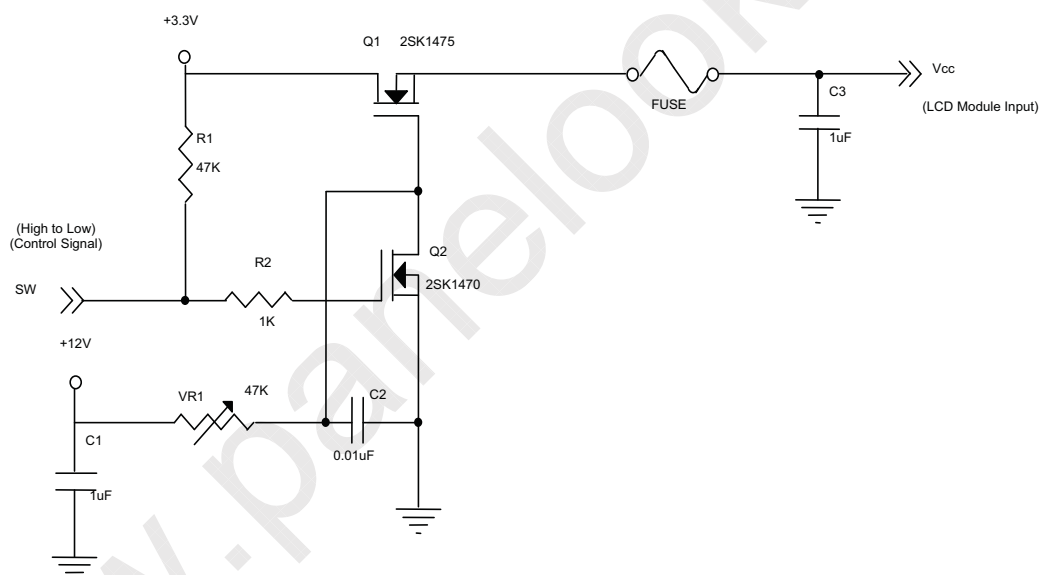 +3.3V
Q1 2SK1475
Vcc
FUSE
C3
(LCD Module Input)
R1
1uF
47K
(High to Low)
(Control Signal)
Q2
R2
SW
2SK1470
1K
+12V
VR1
47K
C2
C1
0.01uF
1uF
w.panelook